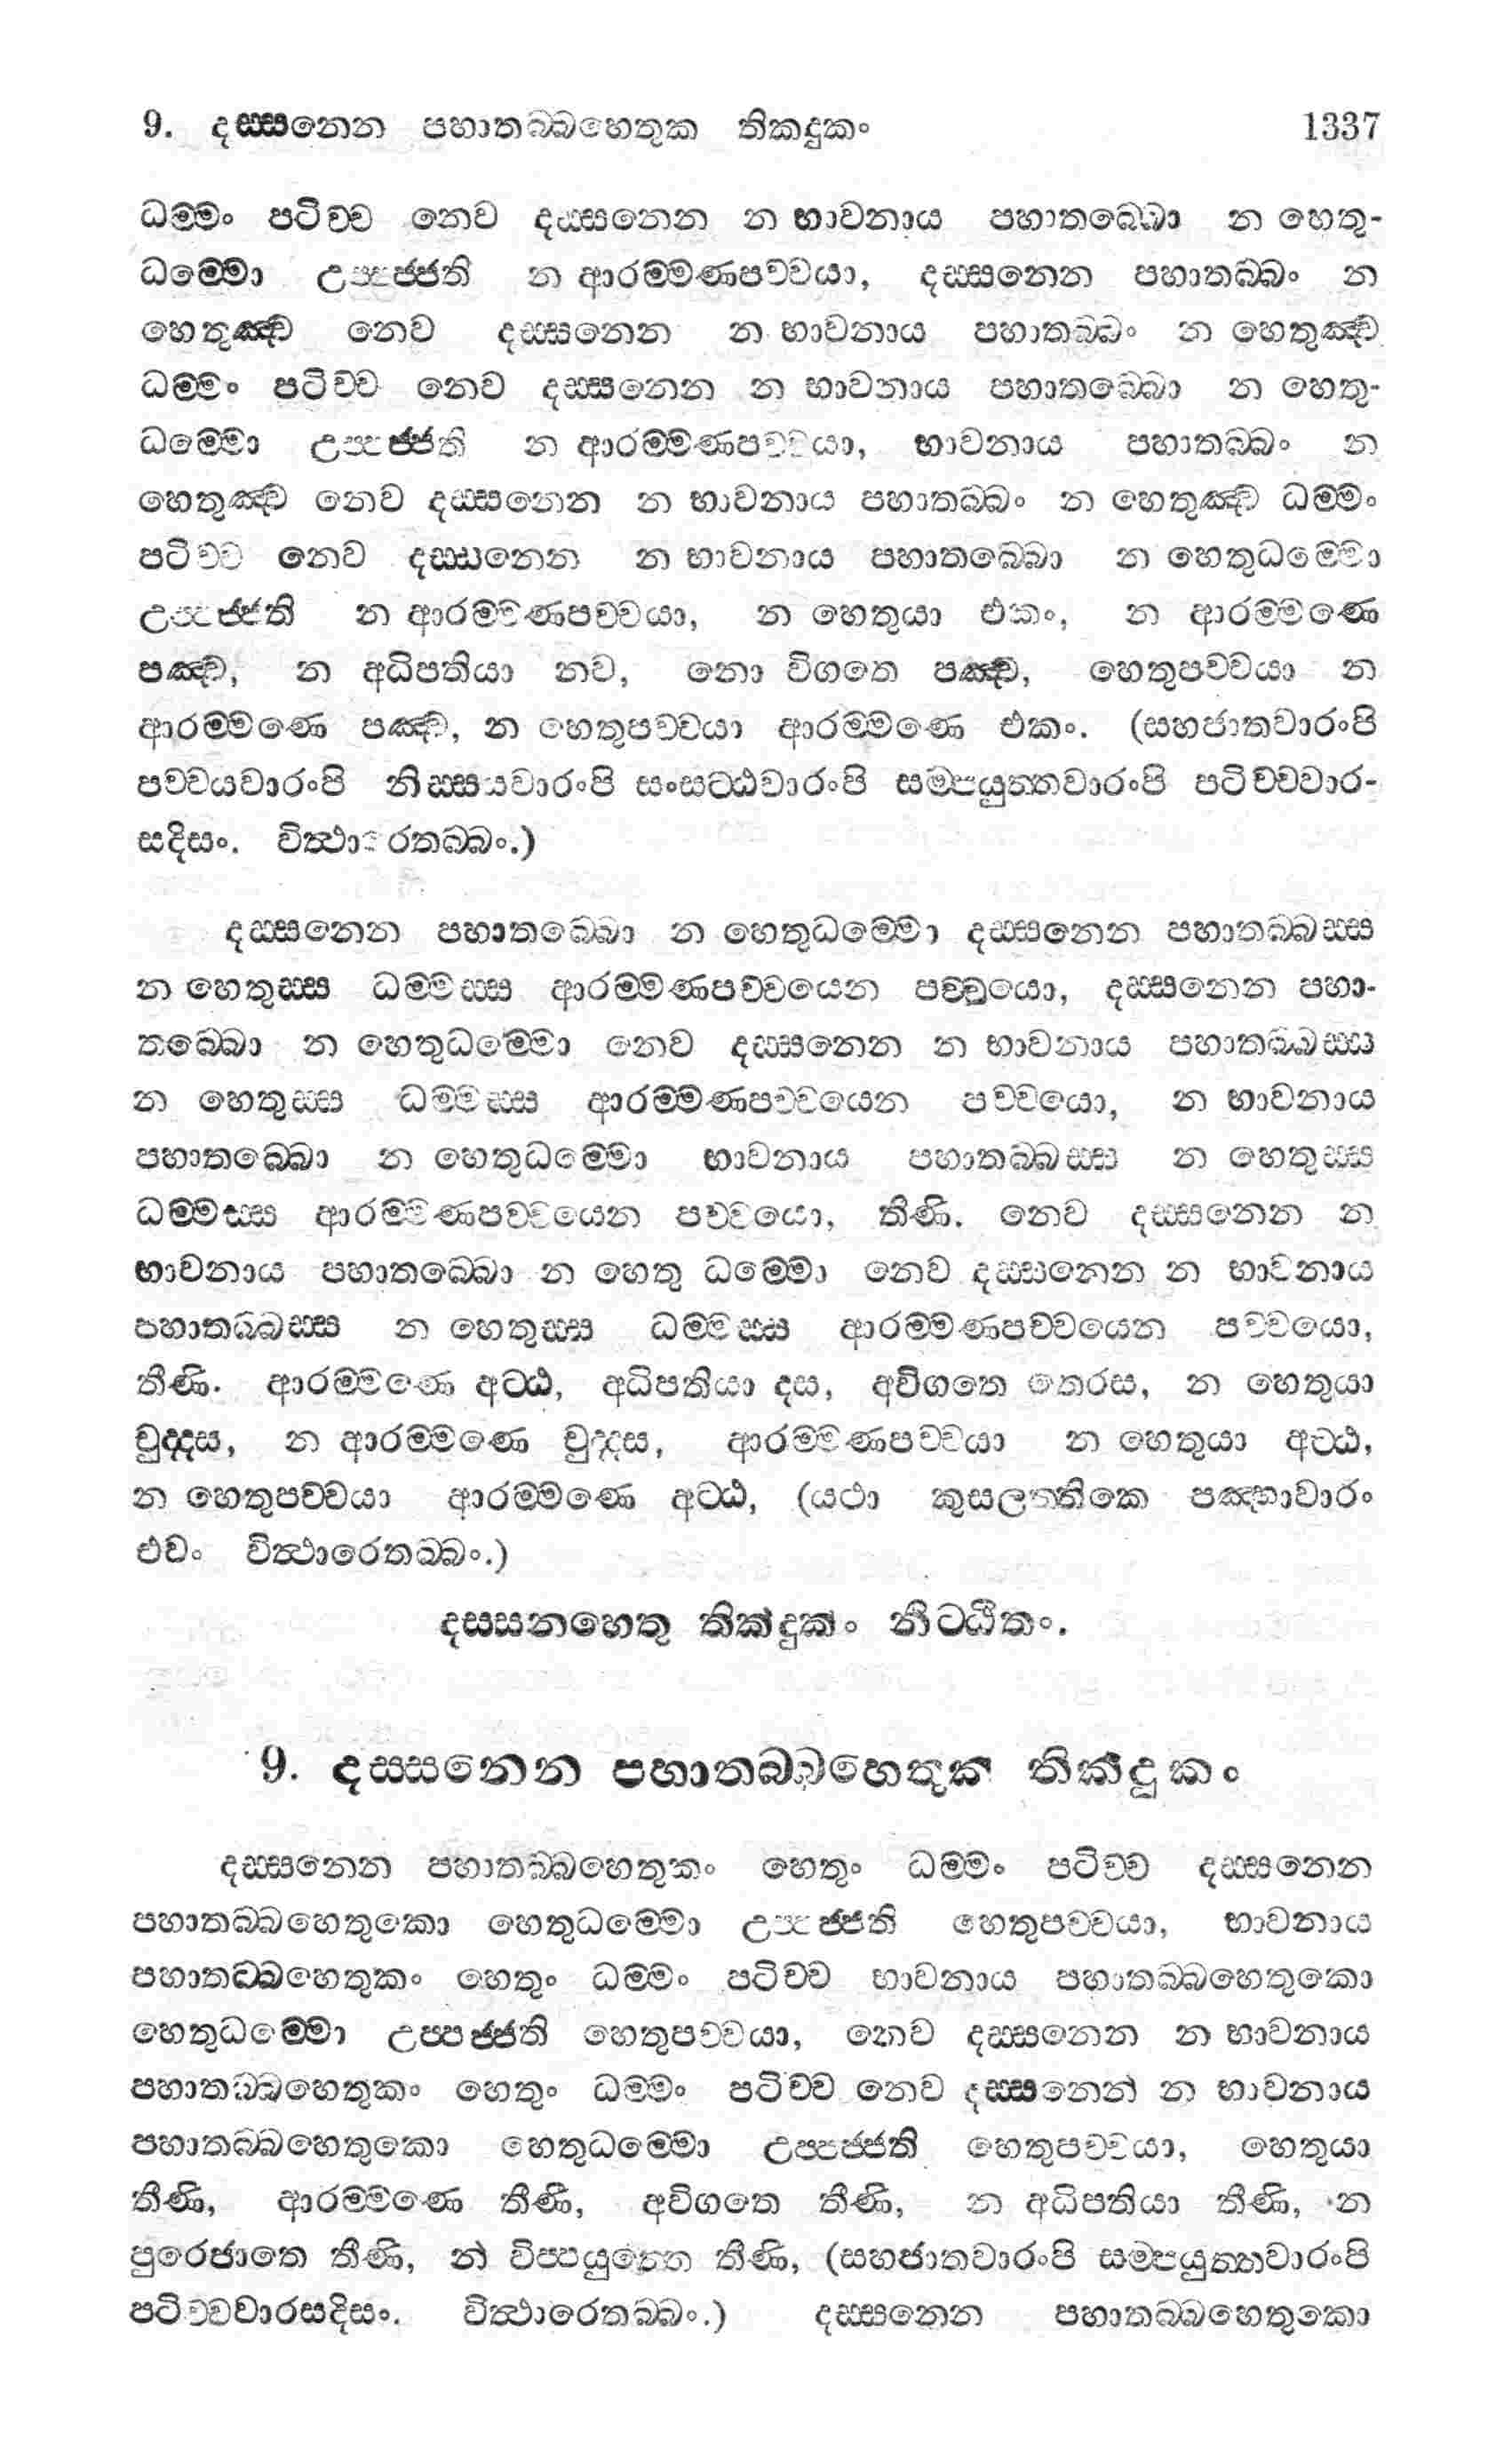 9. දස්සනෙන පහාතබ්බහෙතුක තිකදුකං 1337
ධම්මං පටිච්ච නෙව දස්සනෙන න භාවනාය පහාතබ්බො න හෙතු-
ධම්මො උප්පජ්ජති න ආරම්මණපච්චයා, දස්සනෙන පහාතබ්බං න
හෙතුඤ්ච නෙව දස්සනෙන න භාවනාය පහාතබ්බං න හෙතුඤ්ච
ධම්මං පටිච්ච නෙව දස්සනෙන න භාවනාය පහාතබ්බො න හෙතු-
ධම්මො උප්පජ්ජති න ආරම්මණපච්චයා, භාවනාය පහාතබ්බං න
හෙතුඤ්ච නෙව දස්සනෙන න භාවනාය පහාතබ්බං න හෙතුඤ්ච ධම්මං
පටිච්ච නෙව දස්සනෙන න භාවනාය පහාතබ්බො න හෙතුධම්මො
උප්පජ්ජති න ආරම්මණපච්චයා, න හෙතුයා එකං, න ආරම්මණෙ
පඤ්ච, න අධිපතියා නව, නො විගතෙ පඤ්ච, හෙතුපච්චයා න
ආරම්මණෙ පඤ්ච, න හෙතුපච්චයා ආරම්මණෙ එකං. (සහජාතවාරංපි
පච්චයවාරංපි නිස්සයවාරංපි සංසට්ඨවාරංපි සම්පයුත්තවාරංපි පටිච්චවාර-
සදිසං. විත්ථාරෙතබ්බං.)
දස්සනෙන පහාතබ්බො න හෙතුධම්මො දස්සනෙන පහාතබ්බස්ස
න හෙතුස්ස ධම්මස්ස ආරම්මණපච්චයෙන පච්චයො, දස්සනෙන පහා-
තබ්බො න හෙතුධම්මො නෙව දස්සනෙන න භාවනාය පහාතබ්බස්ස
න හෙතුස්ස ධම්මස්ස ආරම්මණපච්චයෙන පච්චයො, න භාවනාය
පහාතබ්බො න හෙතුධම්මො භාවනාය පහාතබ්බස්ස න හෙතුස්ස
ධම්මස්ස ආරම්මණපච්චයෙන පච්චයො, තීණි. නෙව දස්සනෙන න
භාවනාය පහාතබ්බො න හෙතු ධම්මො නෙව දස්සනෙන න භාවනාය
පහාතබ්බස්ස න හෙතුස්ස ධම්මස්ස ආරම්මණපච්චයෙන පච්චයො,
තීණි. ආරම්මණෙ අට්ඨ, අධිපතියා දස, අවිගතෙ තෙරස, න හෙතුයා
චුද්දස, න ආරම්මණෙ චුද්දස, ආරම්මණපච්චයා න හෙතුයා අට්ඨ,
න හෙතුපච්චයා ආරම්මණෙ අට්ඨ, (යථා කුසලත්තිකෙ පඤ්හාවාරං
එවං විත්ථාරෙතබ්බං.)
දස්සනහෙතු තිකදුකං නිට්ඨිතං.
9. දස්සනෙන පහාතබ්බහෙතුක තිකදුකං
දස්සනෙන පහාතබ්බහෙතුකං හෙතුං ධම්මං පටිච්ච දස්සනෙන
පහාතබ්බහෙතුකො හෙතුධම්මො උප්පජ්ජති හෙතුපච්චයා, භාවනාය
පහාතබ්බහෙතුකං හෙතුං ධම්මං පටිච්ච භාවනාය පහාතබ්බහෙතුකො
හෙතුධම්මො උප්පජ්ජති හෙතුපච්චයා, නෙව දස්සනෙන න භාවනාය
පහාතබ්බහෙතුකං හෙතුං ධම්මං පටිච්ච නෙව දස්සනෙන න භාවනාය
පහාතබ්බහෙතුකො හෙතුධම්මො උප්පජ්ජති හෙතුපච්චයා, හෙතුයා
තීණි, ආරම්මණෙ තීණි, අවිගතෙ තීණි, න අධිපතියා තීණි, න
පුරෙජාතෙ තීණි, න විප්පයුත්තෙ තීණි, (සහජාතවාරංපි සම්පයුත්තවාරංපි
පටිච්චවාරසදිසං. විත්ථාරෙතබ්බං.) දස්සනෙන පහාතබ්බහෙතුකො